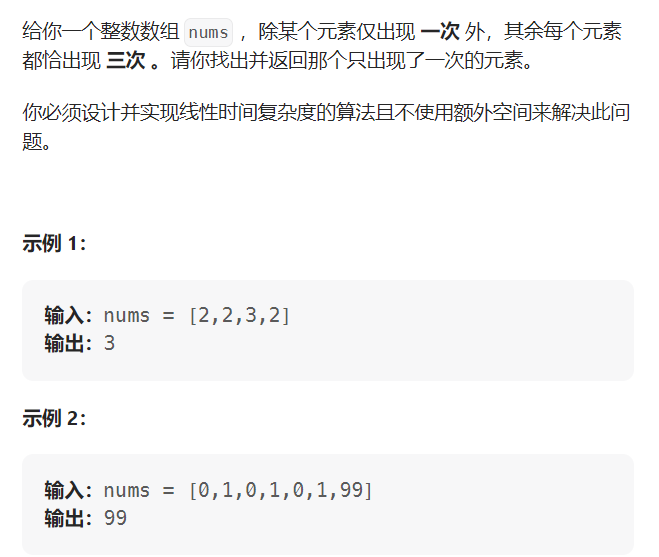 给你一个整数数组 nums ，除某个元素仅出现 一次 外，其余每个元素
都恰出现 三次 。请你找出并返回那个只出现了一次的元素。
你必须设计并实现线性时间复杂度的算法且不使用额外空间来解决此问
题。
示例 1：
输入：nums = [2,2,3,2]
输出：3
示例 2：
输入：nums = [0,1,0,1,0,1,99]
输出：99